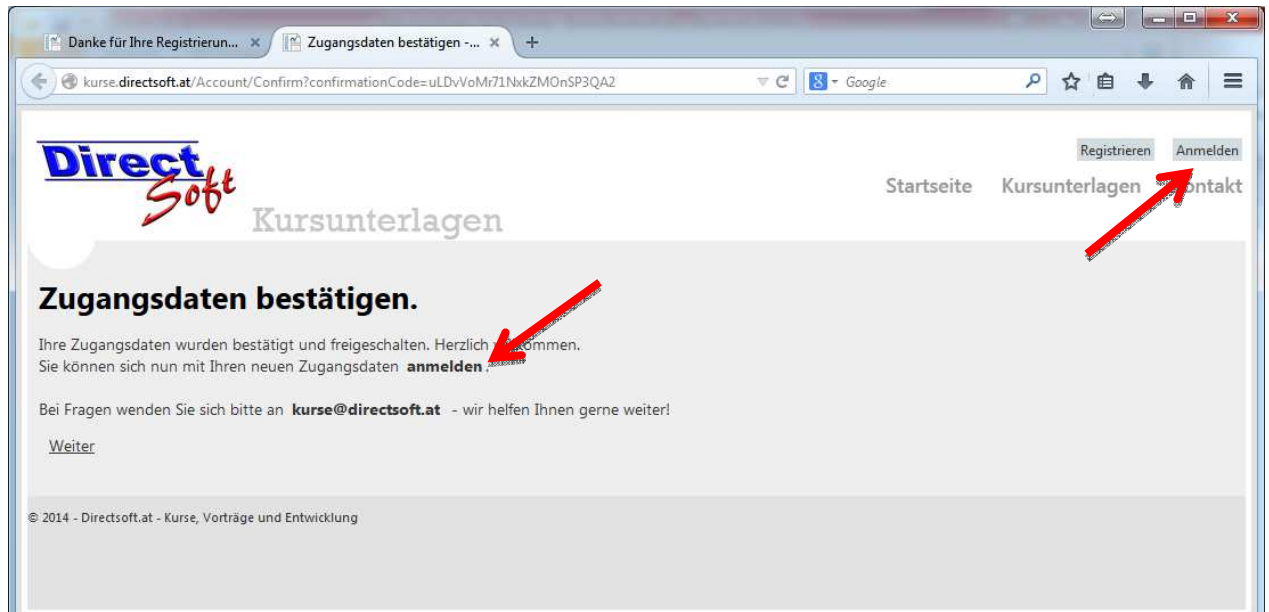 Danke für Ihre Registrierun...
Zugangsdaten bestätigen -...
kurse.directsoft.at/Account/Confirm?confirmationCode=uLDvVoMr71NxkZMOnSP3QA2
Google
Direct
Soft
Kursunterlagen
Registrieren
Anmelden
Startseite
Kursunterlagen
Zugangsdaten bestätigen.
Ihre Zugangsdaten wurden bestätigt und freigeschalten. Herzlich
Sie können sich nun mit Ihren neuen Zugangsdaten anmelden.
Bei Fragen wenden Sie sich bitte an kurse@directsoft.at - wir helfen Ihnen gerne weiter!
Weiter
© 2014 - Directsoft.at - Kurse, Vorträge und Entwicklung